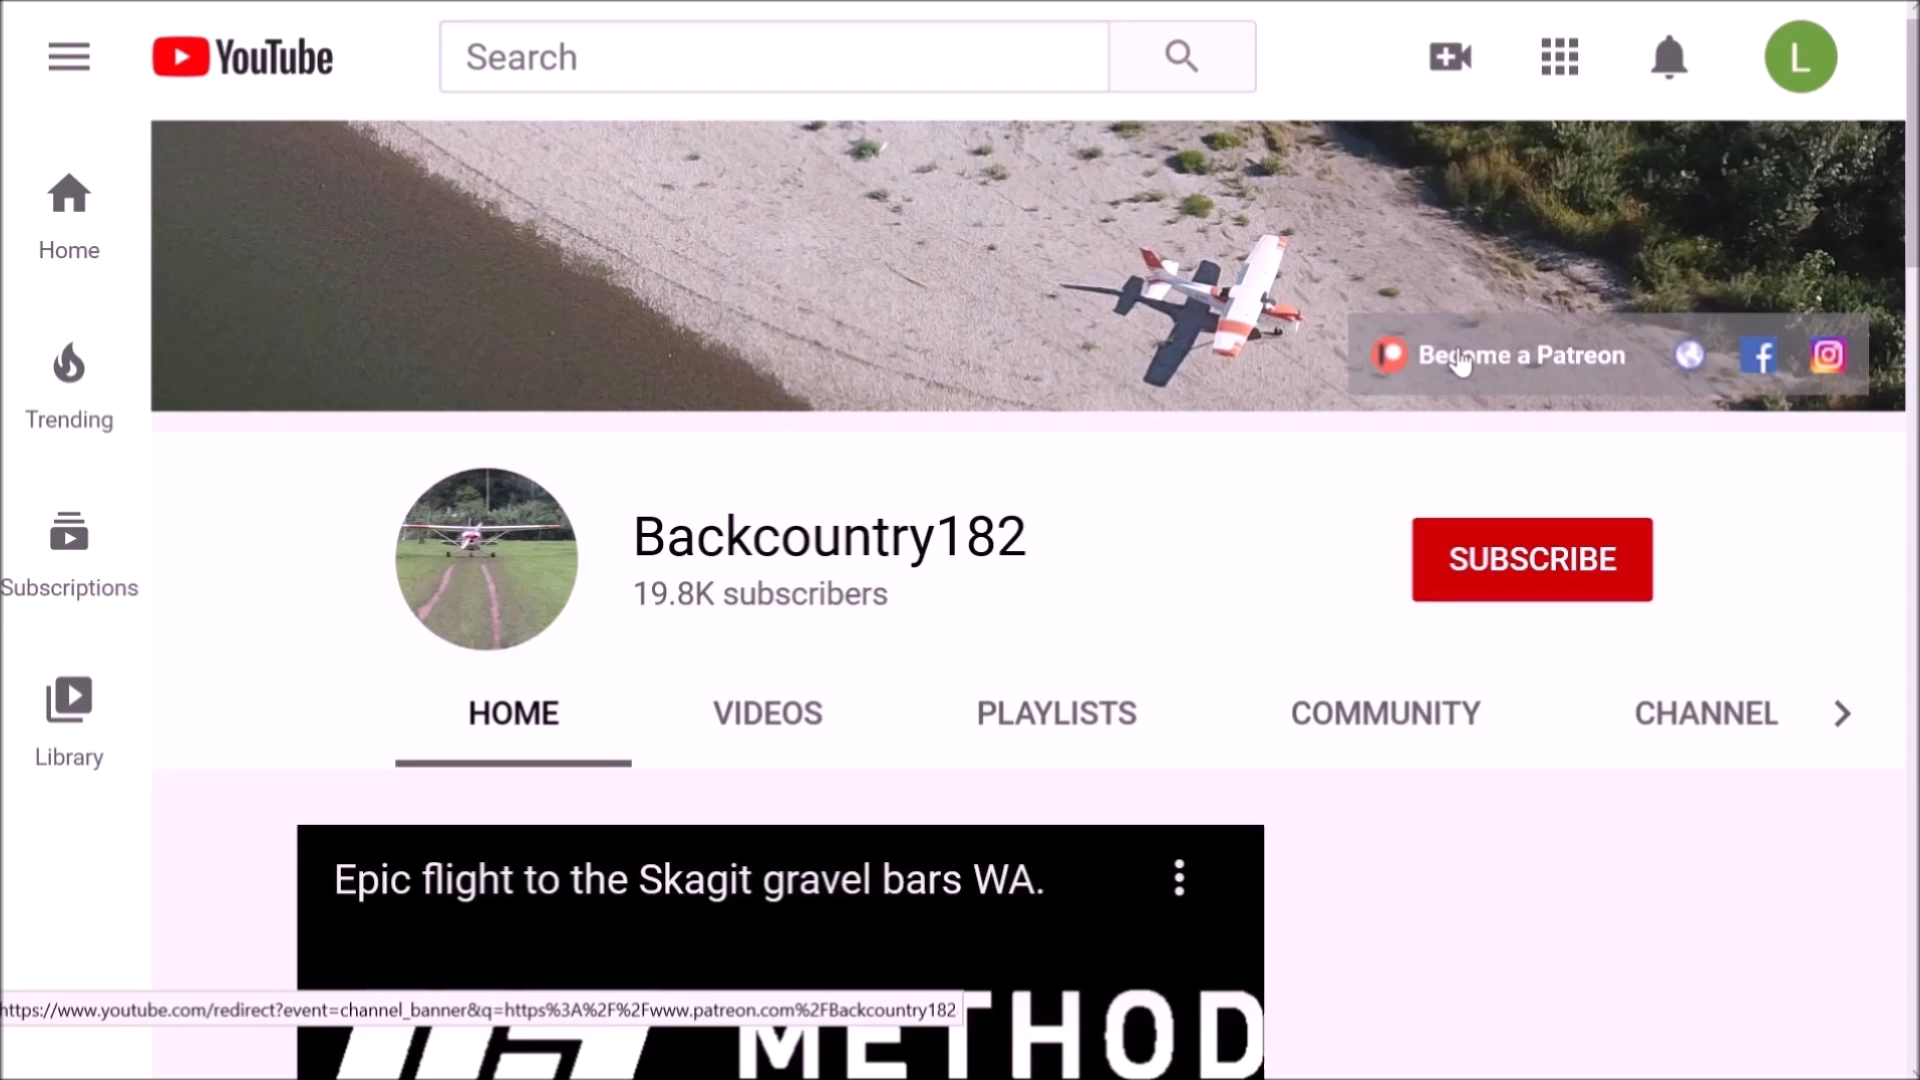 YouTube
Search
L
Home
Trending
Subscriptions
Library
Become a Patreon
Backcountry182
19.8K subscribers
SUBSCRIBE
HOME VIDEOS PLAYLISTS COMMUNITY CHANNEL
Epic flight to the Skagit gravel bars WA.
https://www.youtube.com/redirect?event=channel_banner&q=https%3A%2F%2Fwww.patreon.com%2FBackcountry182
METHOD